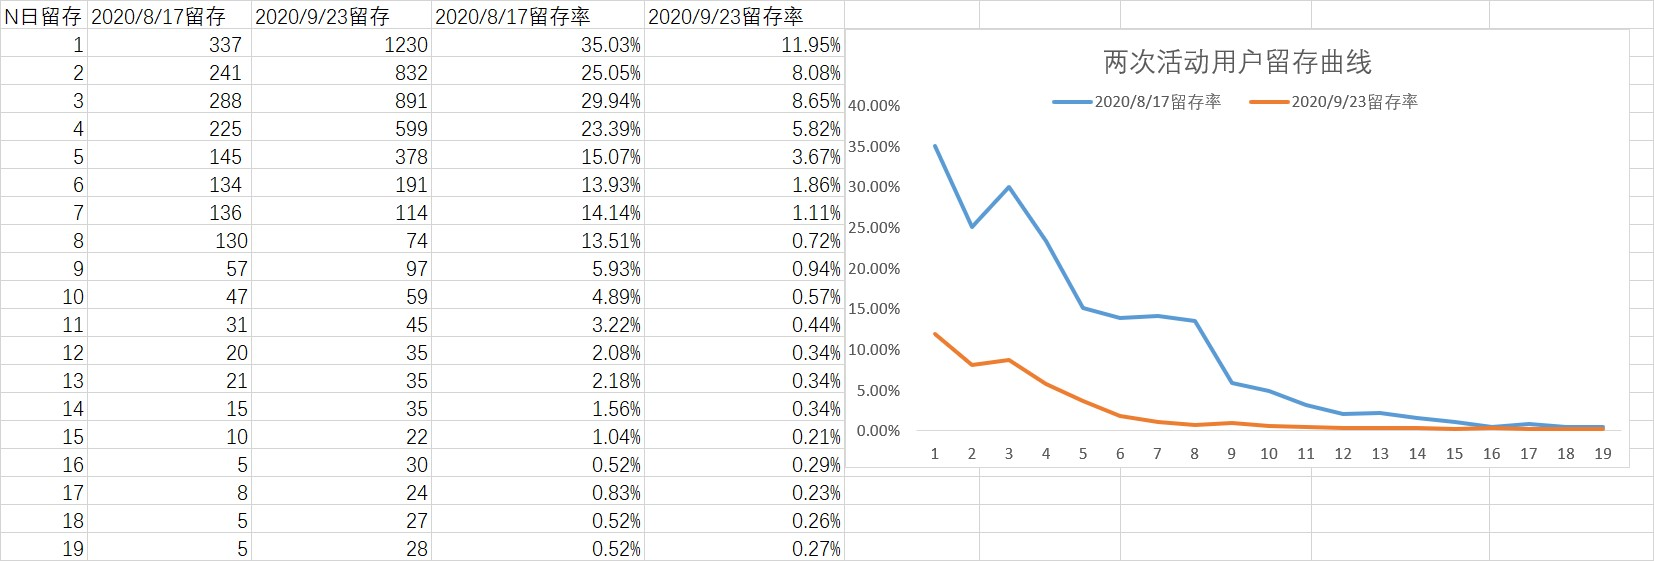 N日留存 2020/8/17留存 2020/9/23留存 2020/8/17留存率 2020/9/23留存率
1 337 1230 35.03% 11.95%
2 241 832 25.05% 8.08%
3 288 891 29.94% 8.65%
4 225 599 23.39% 5.82%
5 145 378 15.07% 3.67%
6 134 191 13.93% 1.86%
7 136 114 14.14% 1.11%
8 130 74 13.51% 0.72%
9 57 97 5.93% 0.94%
10 47 59 4.89% 0.57%
11 31 45 3.22% 0.44%
12 20 35 2.08% 0.34%
13 21 35 2.18% 0.34%
14 15 35 1.56% 0.34%
15 10 22 1.04% 0.21%
16 5 30 0.52% 0.29%
17 8 24 0.83% 0.23%
18 5 27 0.52% 0.26%
19 5 28 0.52% 0.27%
两次活动用户留存曲线
2020/8/17留存率 2020/9/23留存率
40.00%
35.00%
30.00%
25.00%
20.00%
15.00%
10.00%
5.00%
0.00%
1 2 3 4 5 6 7 8 9 10 11 12 13 14 15 16 17 18 19